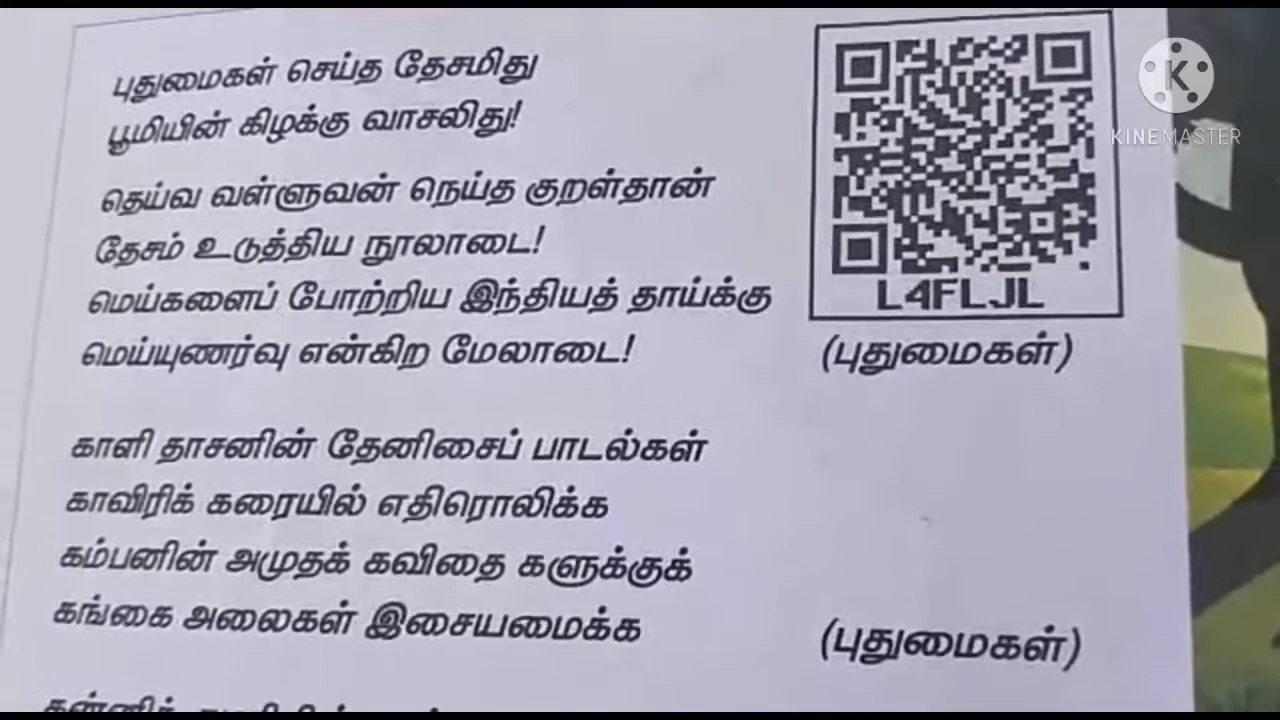 புதுமைகள் செய்த தேசமிது
பூமியின் கிழக்கு வாசலிது!
தெய்வ வள்ளுவன் நெய்த குறள்தான்
தேசம் உடுத்திய நூலாடை!
மெய்களைப் போற்றிய இந்தியத் தாய்க்கு
மெய்யுணர்வு என்கிற மேலாடை!
(புதுமைகள்)
காளி தாசனின் தேனிசைப் பாடல்கள்
காவிரிக் கரையில் எதிரொலிக்க
கம்பனின் அமுதக் கவிதை களுக்குக்
கங்கை அலைகள் இசையமைக்க
(புதுமைகள்)
L4FLJL
K
KINEMASTER